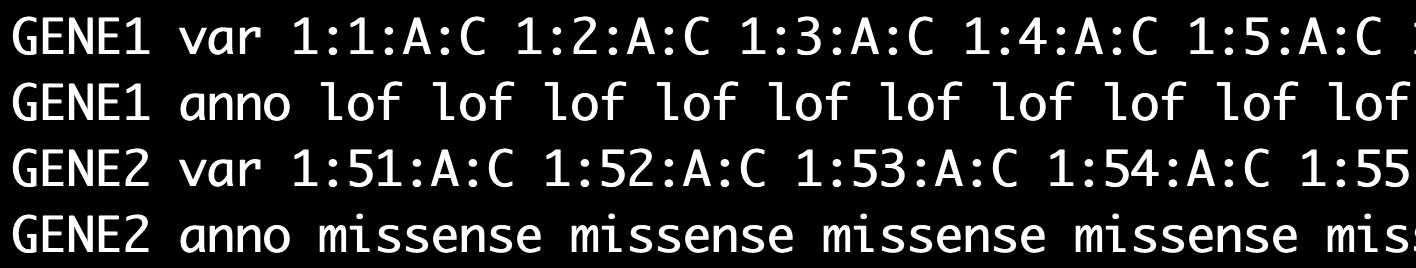 GENE1 var 1:1:A:C 1:2:A:C 1:3:A:C 1:4:A:C 1:5:A:C
GENE1 anno lof lof lof lof lof lof lof lof lof lof
GENE2 var 1:51:A:C 1:52:A:C 1:53:A:C 1:54:A:C 1:55
GENE2 anno missense missense missense missense mis